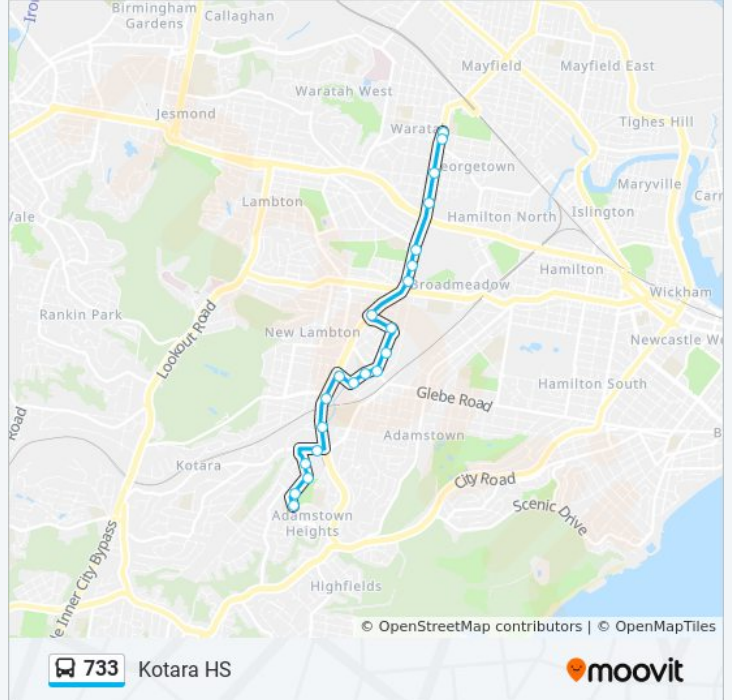 Iro
Birmingham
Gardens
Callaghan
Mayfield
Mayfield East
Waratah West
Jesmond
Tighes Hill
Georgetown
Maryville
Lambton
Islington
Hamilton North
Hamilton
Broadmeadow
Wickham
Rankin Park
New Lambton
Lookout Road
Newcastle We
Hamilton South
Glebe Road
Road
Adamstown
B
Kotara
City Road
Scenic Drive
Adamstown
Heights
e Inner City Bypass
Highfields
© OpenStreetMap contributors | © OpenMapTiles
733 Kotara HS
moovit